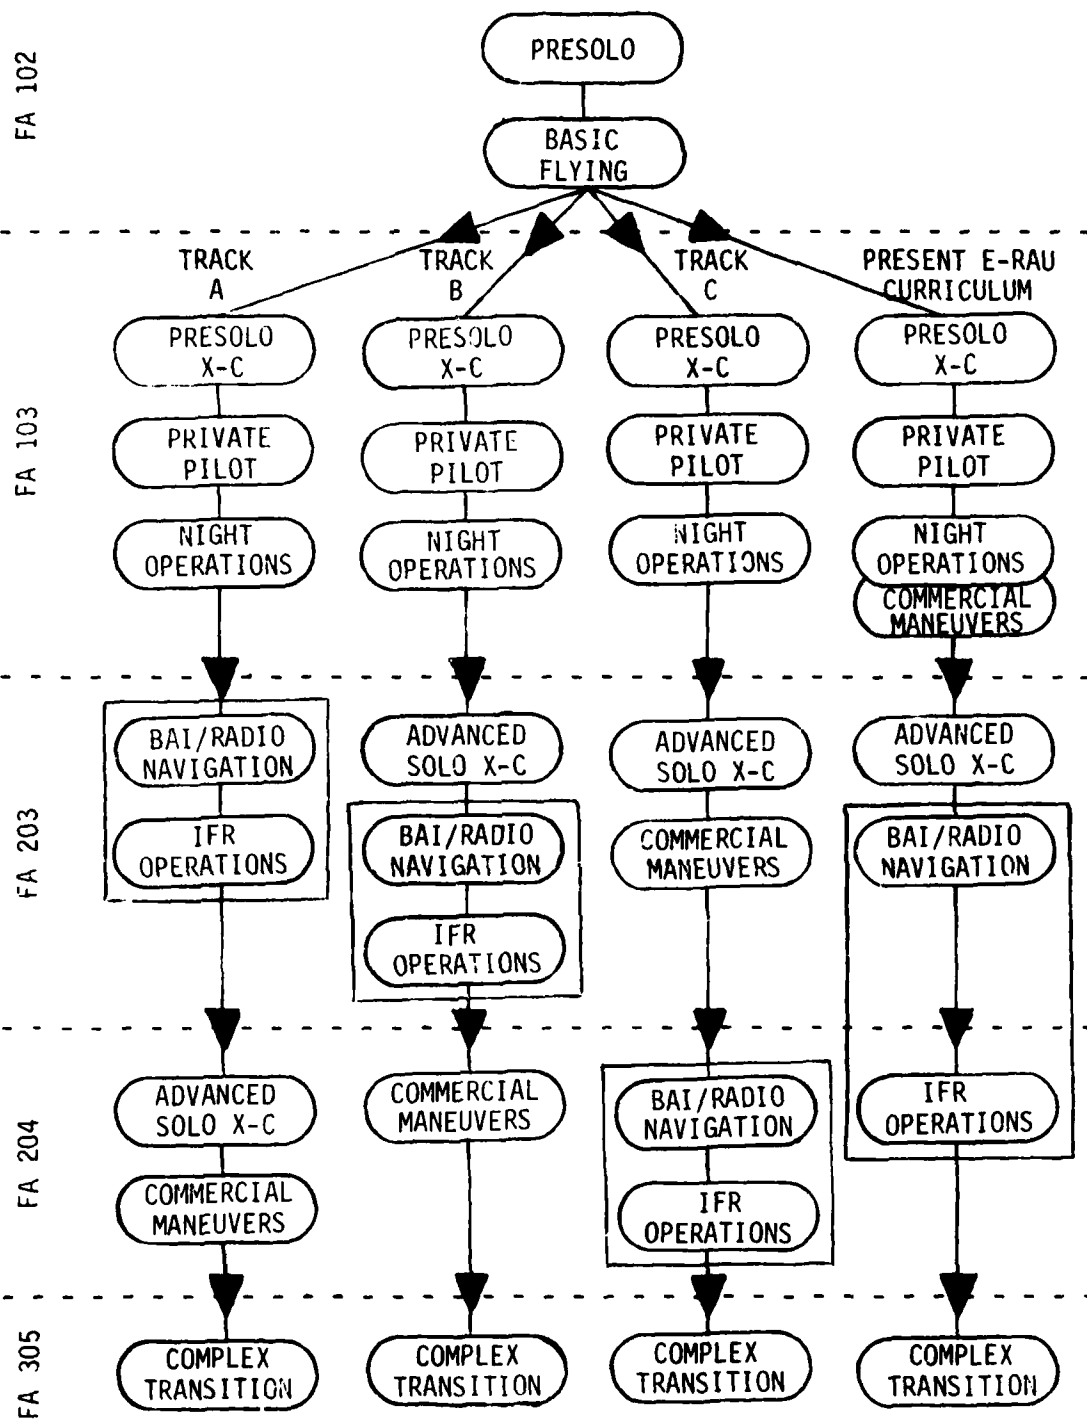 FA 102
PRESOLO
BASIC
FLYING
FA 103
TRACK
A
TRACK
B
TRACK
C
PRESENT E-RAU
CURRICULUM
PRESOLO
X-C
PRESOLO
X-C
PRESOLO
X-C
PRESOLO
X-C
PRIVATE
PILOT
PRIVATE
PILOT
PRIVATE
PILOT
PRIVATE
PILOT
NIGHT
OPERATIONS
NIGHT
OPERATIONS
NIGHT
OPERATIONS
NIGHT
OPERATIONS
COMMERCIAL
MANEUVERS
FA 203
BAI/RADIO
NAVIGATION
ADVANCED
SOLO X-C
ADVANCED
SOLO X-C
ADVANCED
SOLO X-C
IFR
OPERATIONS
BAI/RADIO
NAVIGATION
COMMERCIAL
MANEUVERS
BAI/RADIO
NAVIGATION
IFR
OPERATIONS
FA 204
ADVANCED
SOLO X-C
COMMERCIAL
MANEUVERS
BAI/RADIO
NAVIGATION
IFR
OPERATIONS
COMMERCIAL
MANEUVERS
IFR
OPERATIONS
FA 305
COMPLEX
TRANSITION
COMPLEX
TRANSITION
COMPLEX
TRANSITION
COMPLEX
TRANSITION